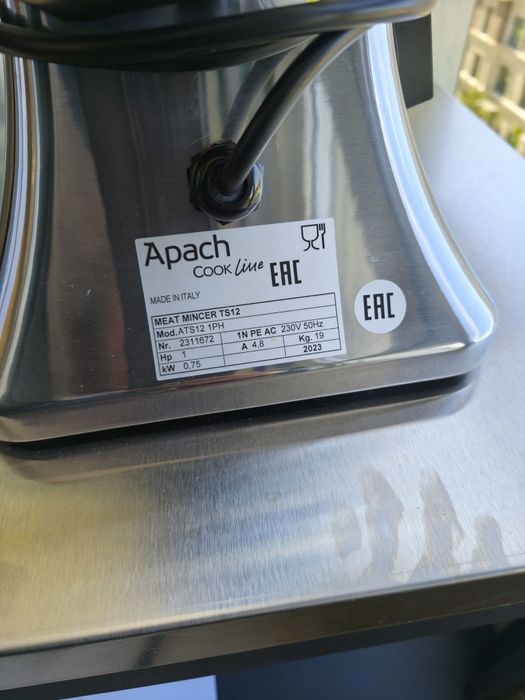 Apach
COOK Line
EAC
MADE IN ITALY
MEAT MINCER TS12
Mod. ATS12 1PH
Nr. 2311672 1N PE AC 230V 50Hz
Hp 1 A 4,8 Kg. 19
kW 0,75 2023
EAC